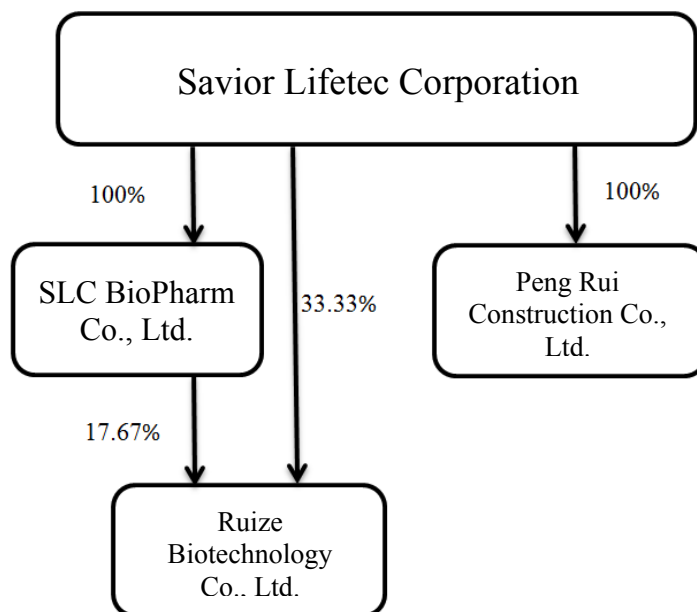 Savior Lifetec Corporation
100%
100%
SLC BioPharm
Co., Ltd.
33.33%
Peng Rui
Construction Co.,
Ltd.
17.67%
Ruize
Biotechnology
Co., Ltd.